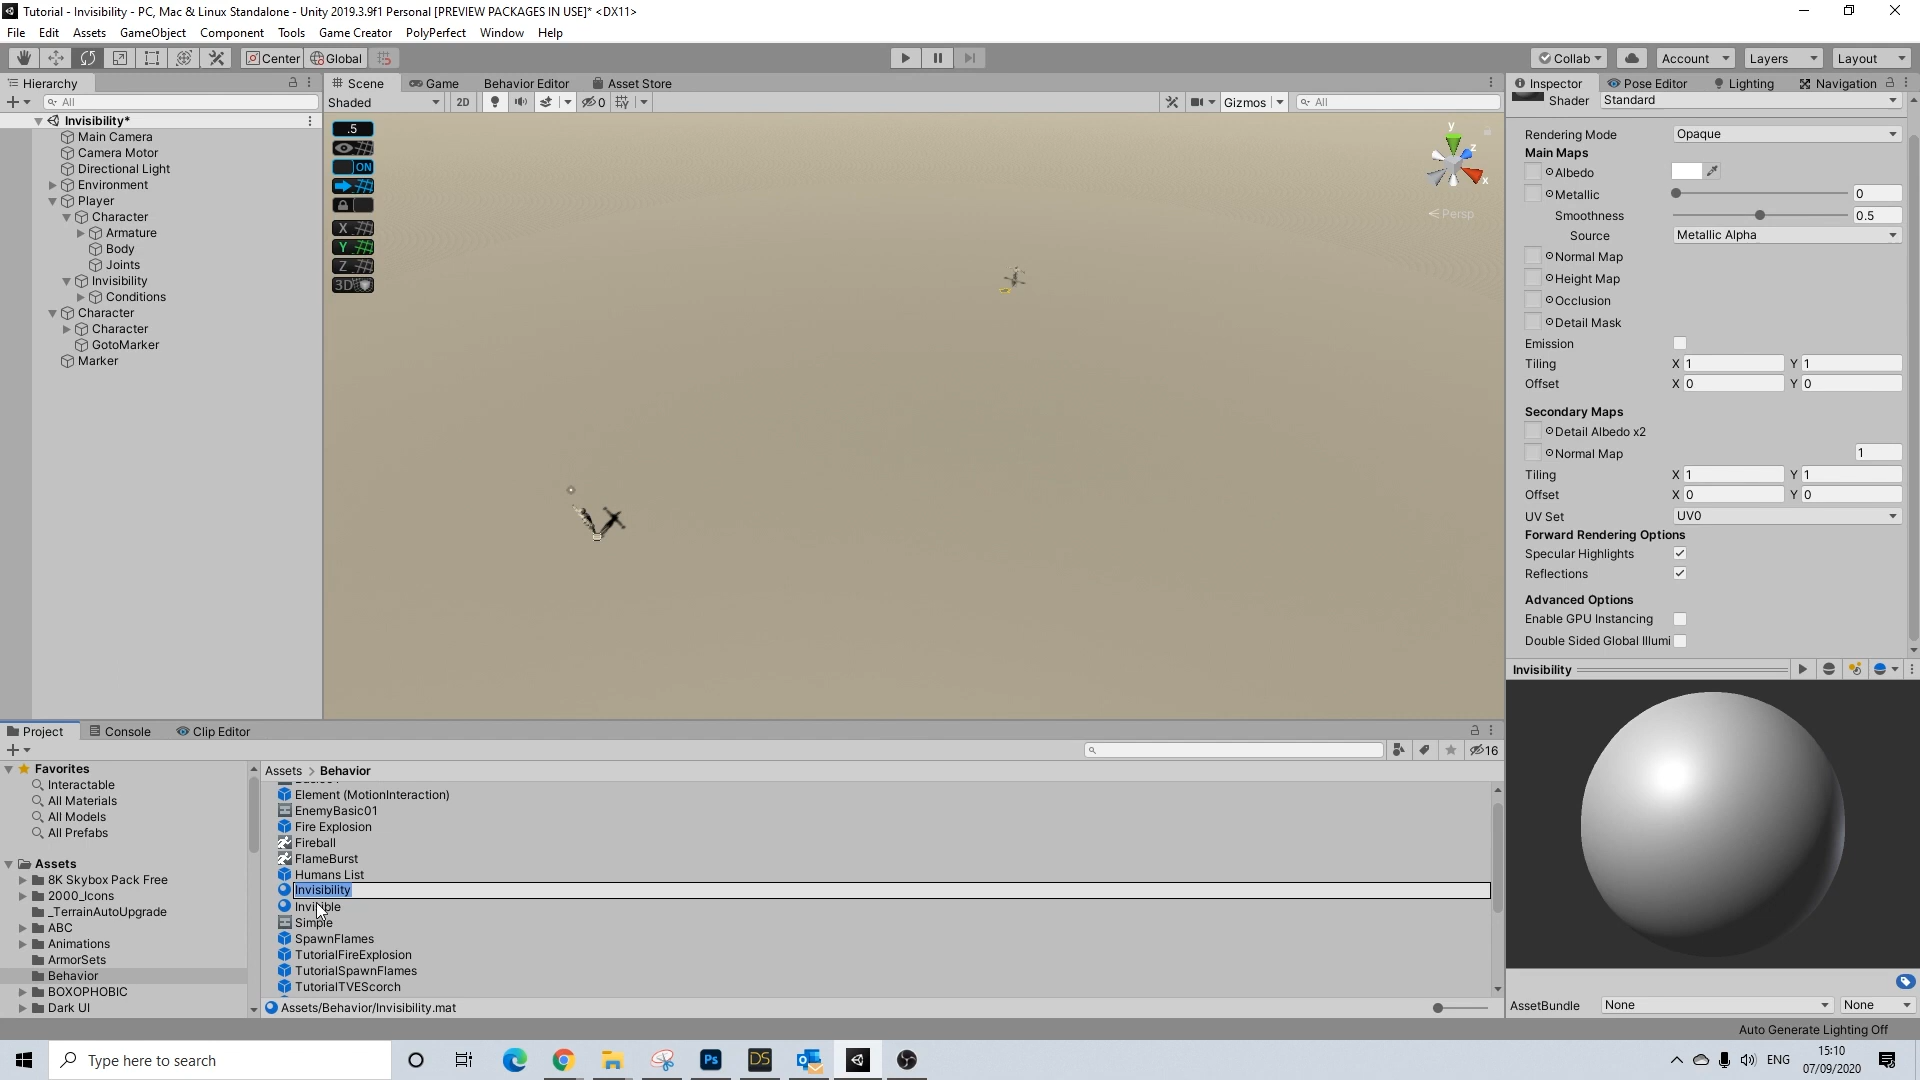 Tutorial - Invisibility - PC, Mac & Linux Standalone - Unity 2019.3.9f1 Personal [PREVIEW PACKAGES IN USE]* <DX11>
File Edit Assets GameObject Component Tools Game Creator PolyPerfect Window Help
Center Global Collab Account Layers Layout
Hierarchy
All
Invisibility*
Main Camera
Camera Motor
Directional Light
Environment
Player
Character
Armature
Body
Joints
Invisibility
Conditions
Character
Character
GotoMarker
Marker
Scene Game Behavior Editor Asset Store
Shaded 2D 0 Gizmos All
.5
ON
X
Y
Z
3D
y
z
x
Persp
Inspector Pose Editor Lighting Navigation
Shader Standard
Rendering Mode Opaque
Main Maps
Albedo
Metallic 0
Smoothness 0.5
Source Metallic Alpha
Normal Map
Height Map
Occlusion
Detail Mask
Emission
Tiling X 1 Y 1
Offset X 0 Y 0
Secondary Maps
Detail Albedo x2
Normal Map 1
Tiling X 1 Y 1
Offset X 0 Y 0
UV Set UV0
Forward Rendering Options
Specular Highlights
Reflections
Advanced Options
Enable GPU Instancing
Double Sided Global Illumi
Invisibility
AssetBundle None None
Project Console Clip Editor
16
Favorites
Interactable
All Materials
All Models
All Prefabs
Assets
8K Skybox Pack Free
2000_Icons
_TerrainAutoUpgrade
ABC
Animations
ArmorSets
Behavior
BOXOPHOBIC
Dark UI
Assets > Behavior
Element (MotionInteraction)
EnemyBasic01
Fire Explosion
Fireball
FlameBurst
Humans List
Invisibility
Invisible
Simple
SpawnFlames
TutorialFireExplosion
TutorialSpawnFlames
TutorialTVEScorch
Assets/Behavior/Invisibility.mat
Auto Generate Lighting Off
Type here to search
Ps
DS
ENG
15:10
07/09/2020